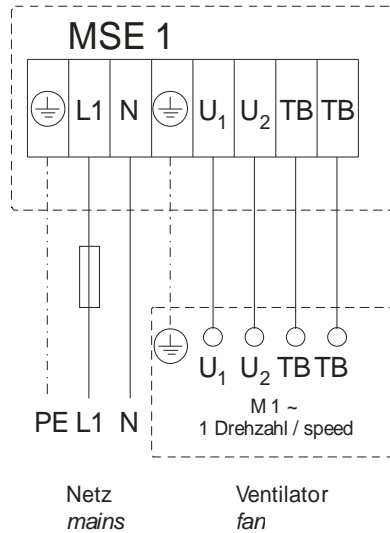 MSE 1
L1 N U1 U2 TB TB
U1 U2 TB TB
M 1 ~
1 Drehzahl / speed
PE L1 N
Netz Ventilator
mains fan